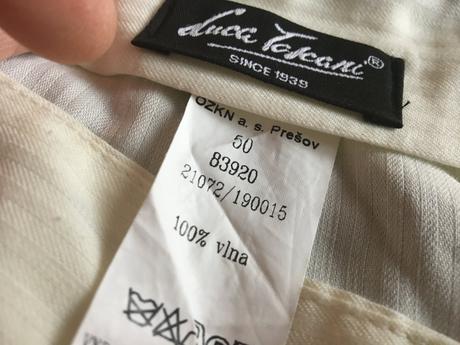 Luca Toscani®
SINCE 1939
OZKN a. s. Prešov
50
83920
21072/190015
100% vlna